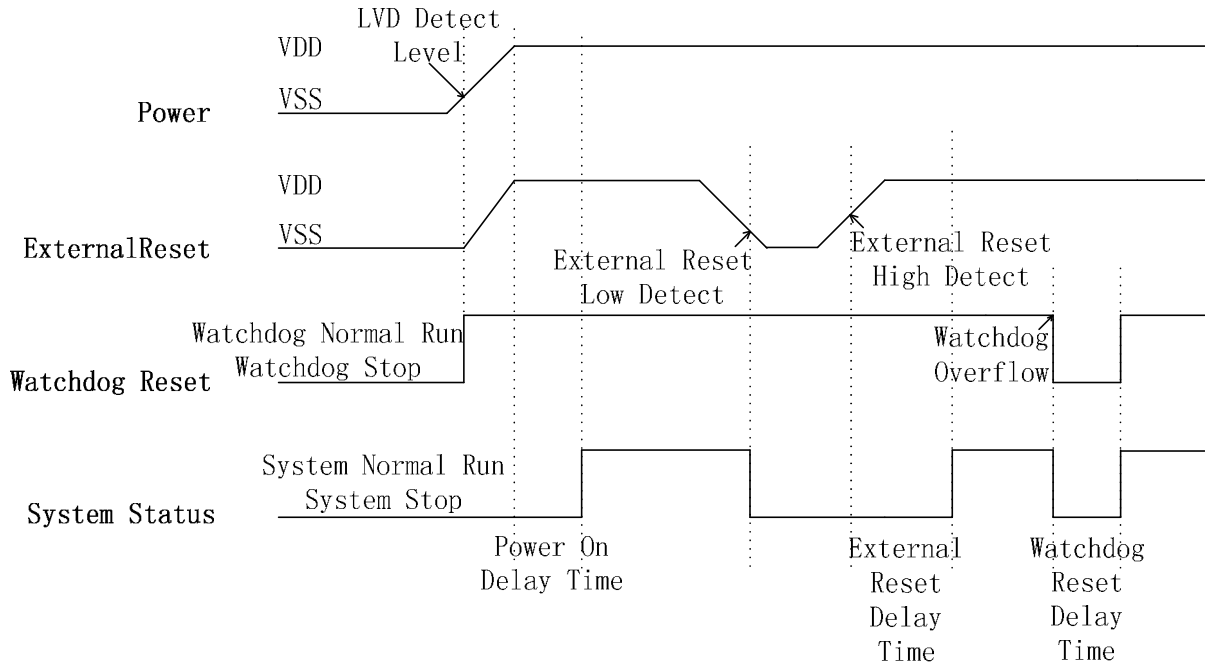 LVD Detect
Level
VDD
VSS
Power
VDD
VSS
ExternalReset
External Reset
Low Detect
External Reset
High Detect
Watchdog Normal Run
Watchdog Stop
Watchdog Reset
Watchdog
Overflow
System Normal Run
System Stop
System Status
Power On
Delay Time
External
Reset
Delay
Time
Watchdog
Reset
Delay
Time